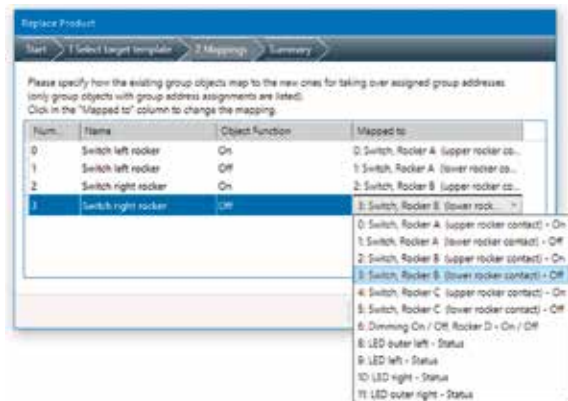 Replace Product
Start 1 Select target template 2 Mappings Summary
Please specify how the existing group objects map to the new ones for taking over assigned group addresses
(only group objects with group address assignments are listed).
Click in the "Mapped to" column to change the mapping.
Num... Name Object Function Mapped to
0 Switch left rocker On 0: Switch, Rocker A (upper rocker co...
1 Switch left rocker Off 1: Switch, Rocker A (lower rocker co...
2 Switch right rocker On 2: Switch, Rocker B (upper rocker co...
3 Switch right rocker Off 3: Switch, Rocker B (lower rock...
0: Switch, Rocker A (upper rocker contact) - On
1: Switch, Rocker A (lower rocker contact) - Off
2: Switch, Rocker B (upper rocker contact) - On
3: Switch, Rocker B (lower rocker contact) - Off
4: Switch, Rocker C (upper rocker contact) - On
5: Switch, Rocker C (lower rocker contact) - Off
6: Dimming On / Off, Rocker D - On / Off
8: LED outer left - Status
9: LED left - Status
10: LED right - Status
11: LED outer right - Status